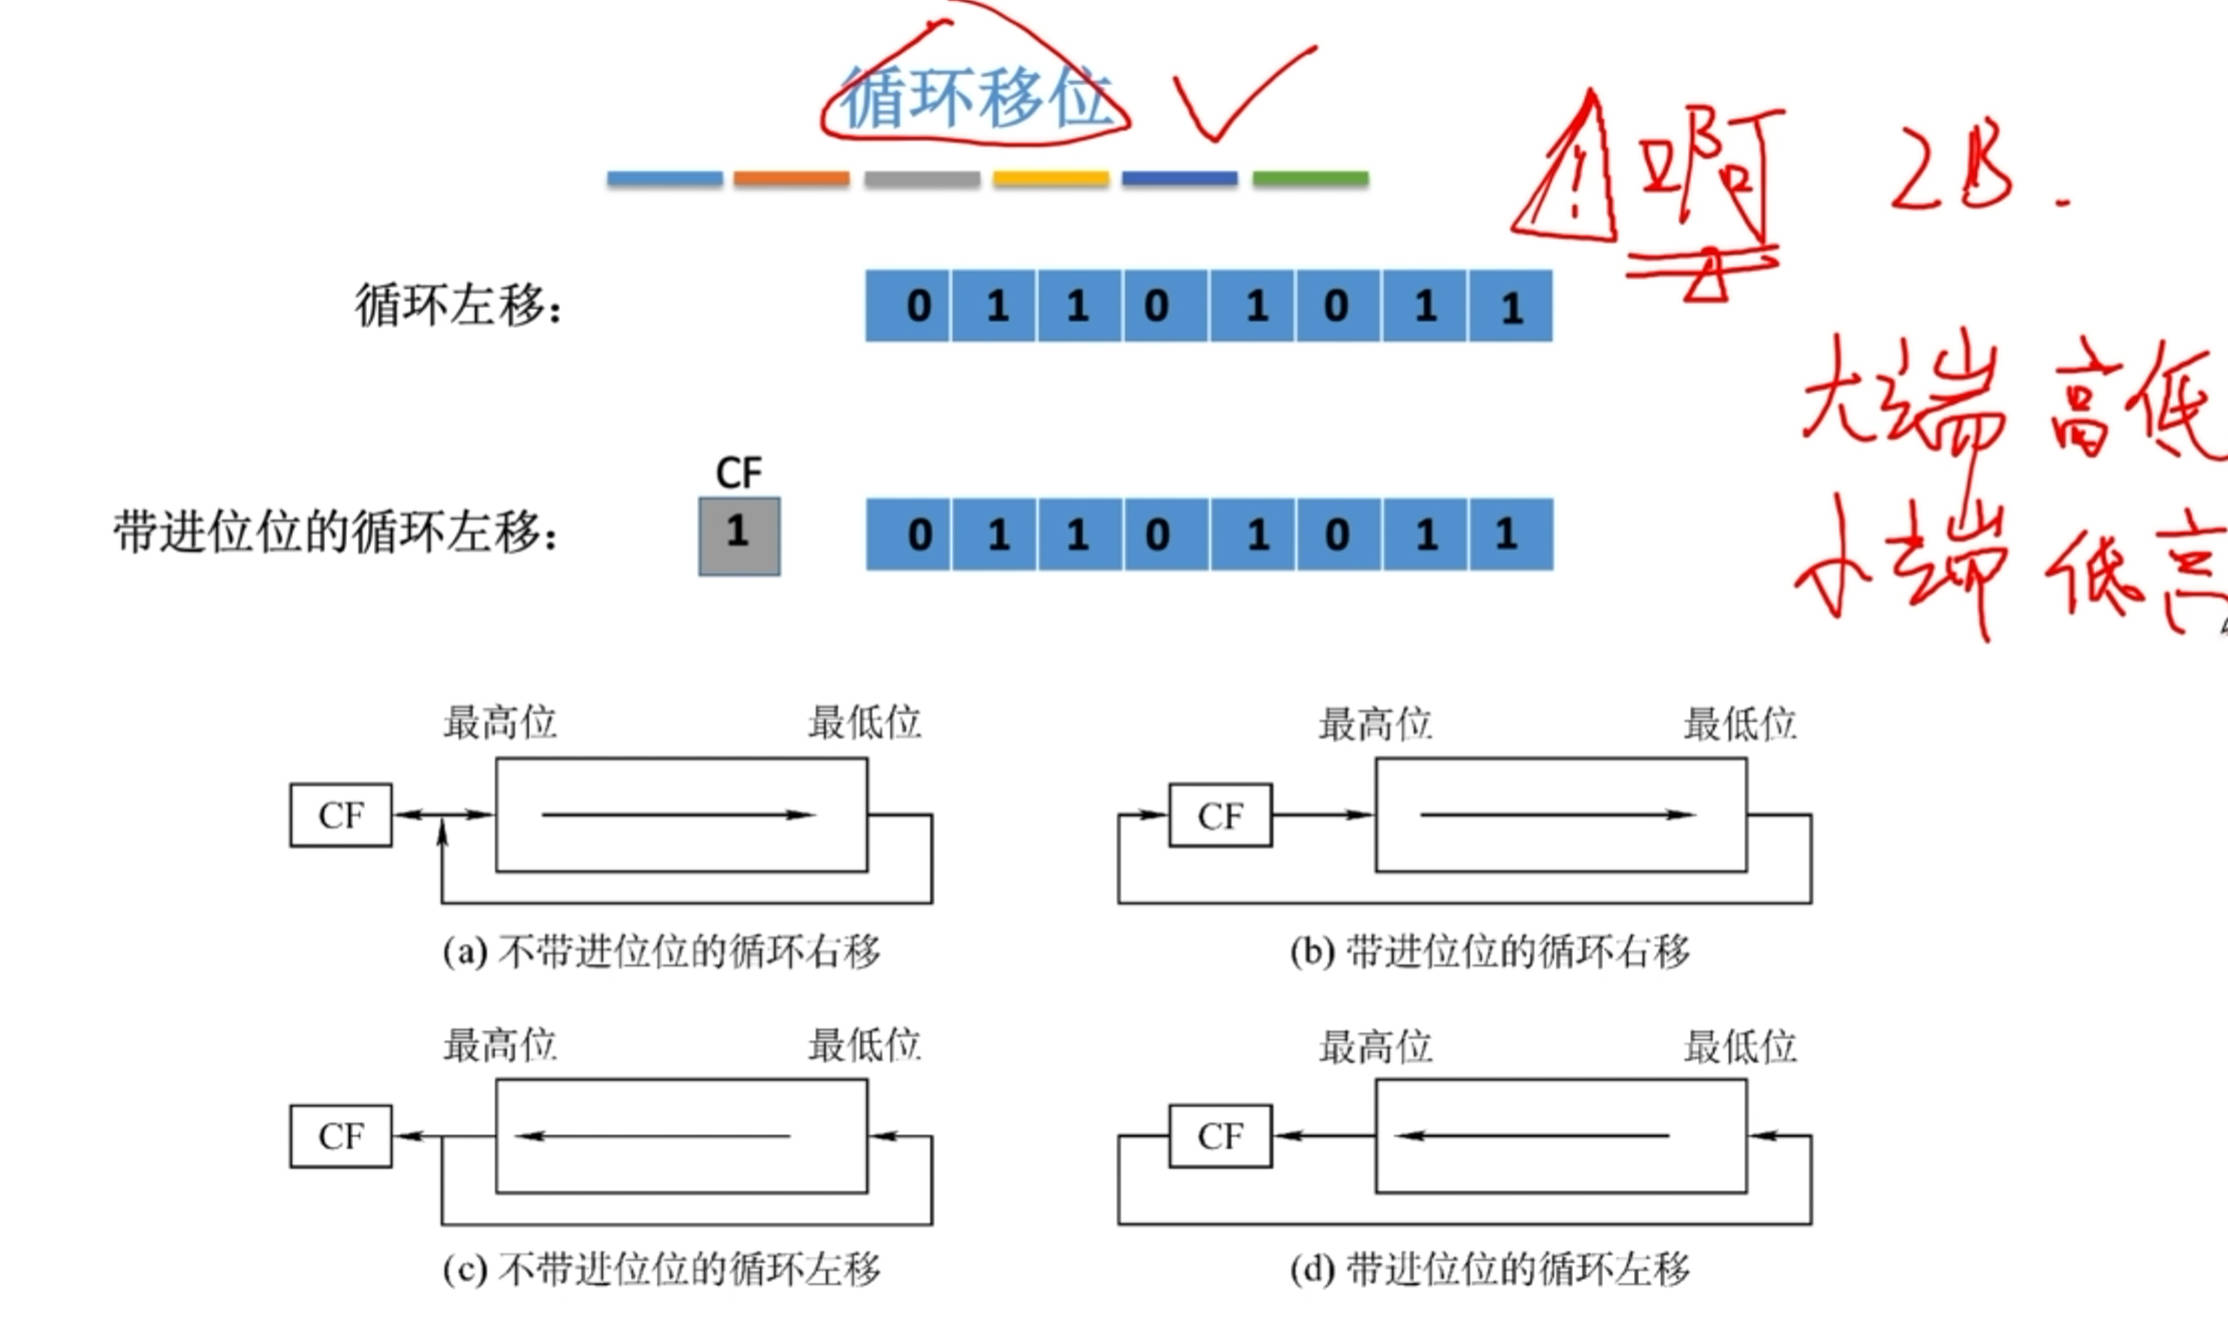 循环移位
2B.
循环左移： 0 1 1 0 1 0 1 1
大端 高低
CF
带进位位的循环左移： 1 0 1 1 0 1 0 1 1
小端 低高
最高位 最低位 最高位 最低位
CF CF
(a) 不带进位位的循环右移 (b) 带进位位的循环右移
最高位 最低位 最高位 最低位
CF CF
(c) 不带进位位的循环左移 (d) 带进位位的循环左移